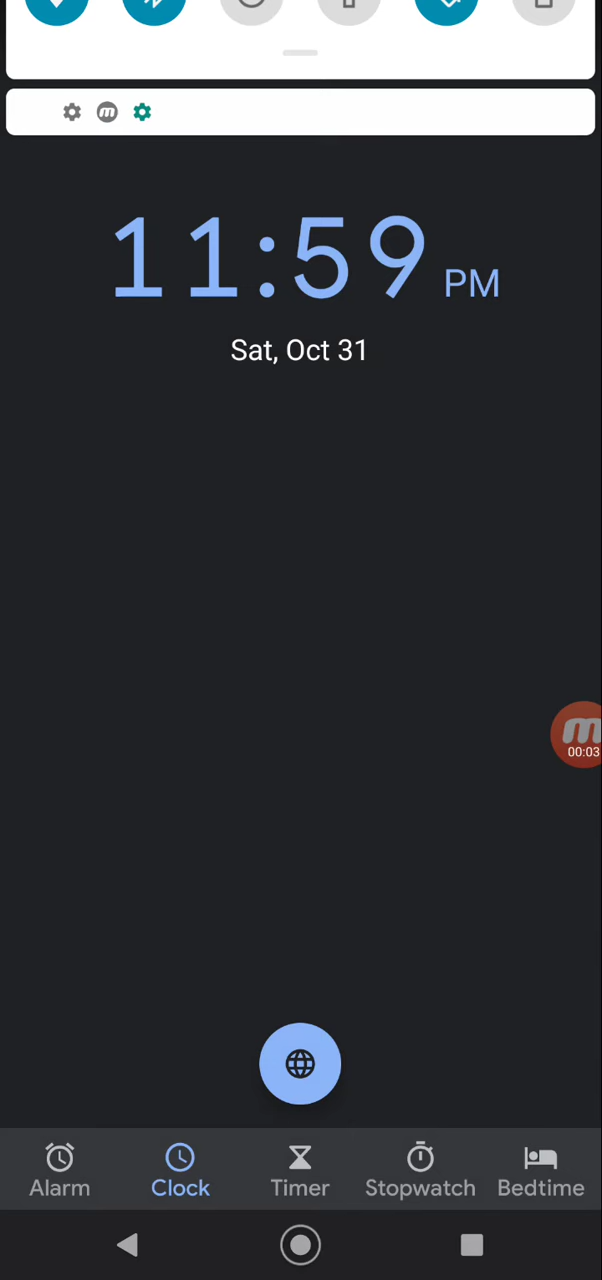 11:59 PM
Sat, Oct 31
m
00:03
Alarm
Clock
Timer
Stopwatch
Bedtime